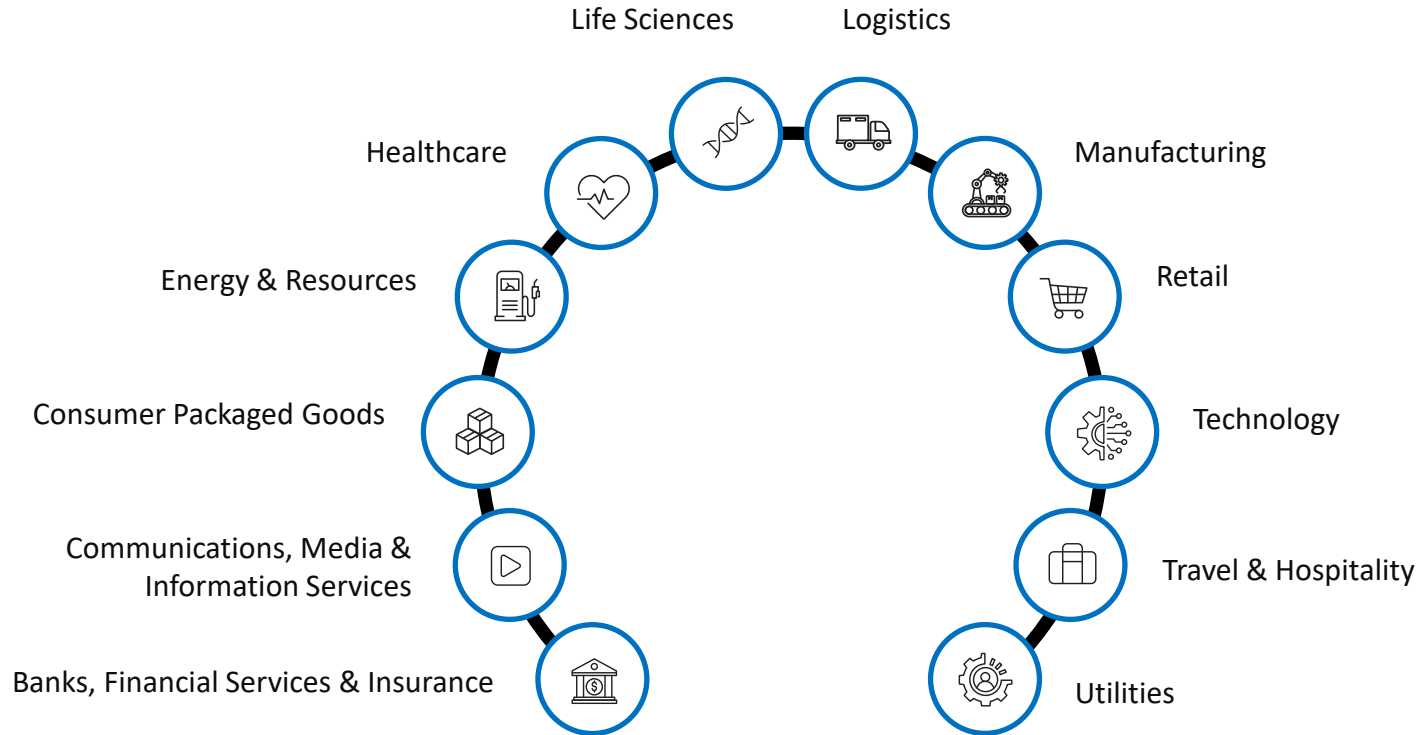 Life Sciences
Logistics
Healthcare
Manufacturing
Energy & Resources
Retail
Consumer Packaged Goods
Technology
Communications, Media &
Information Services
Travel & Hospitality
Banks, Financial Services & Insurance
$
Utilities